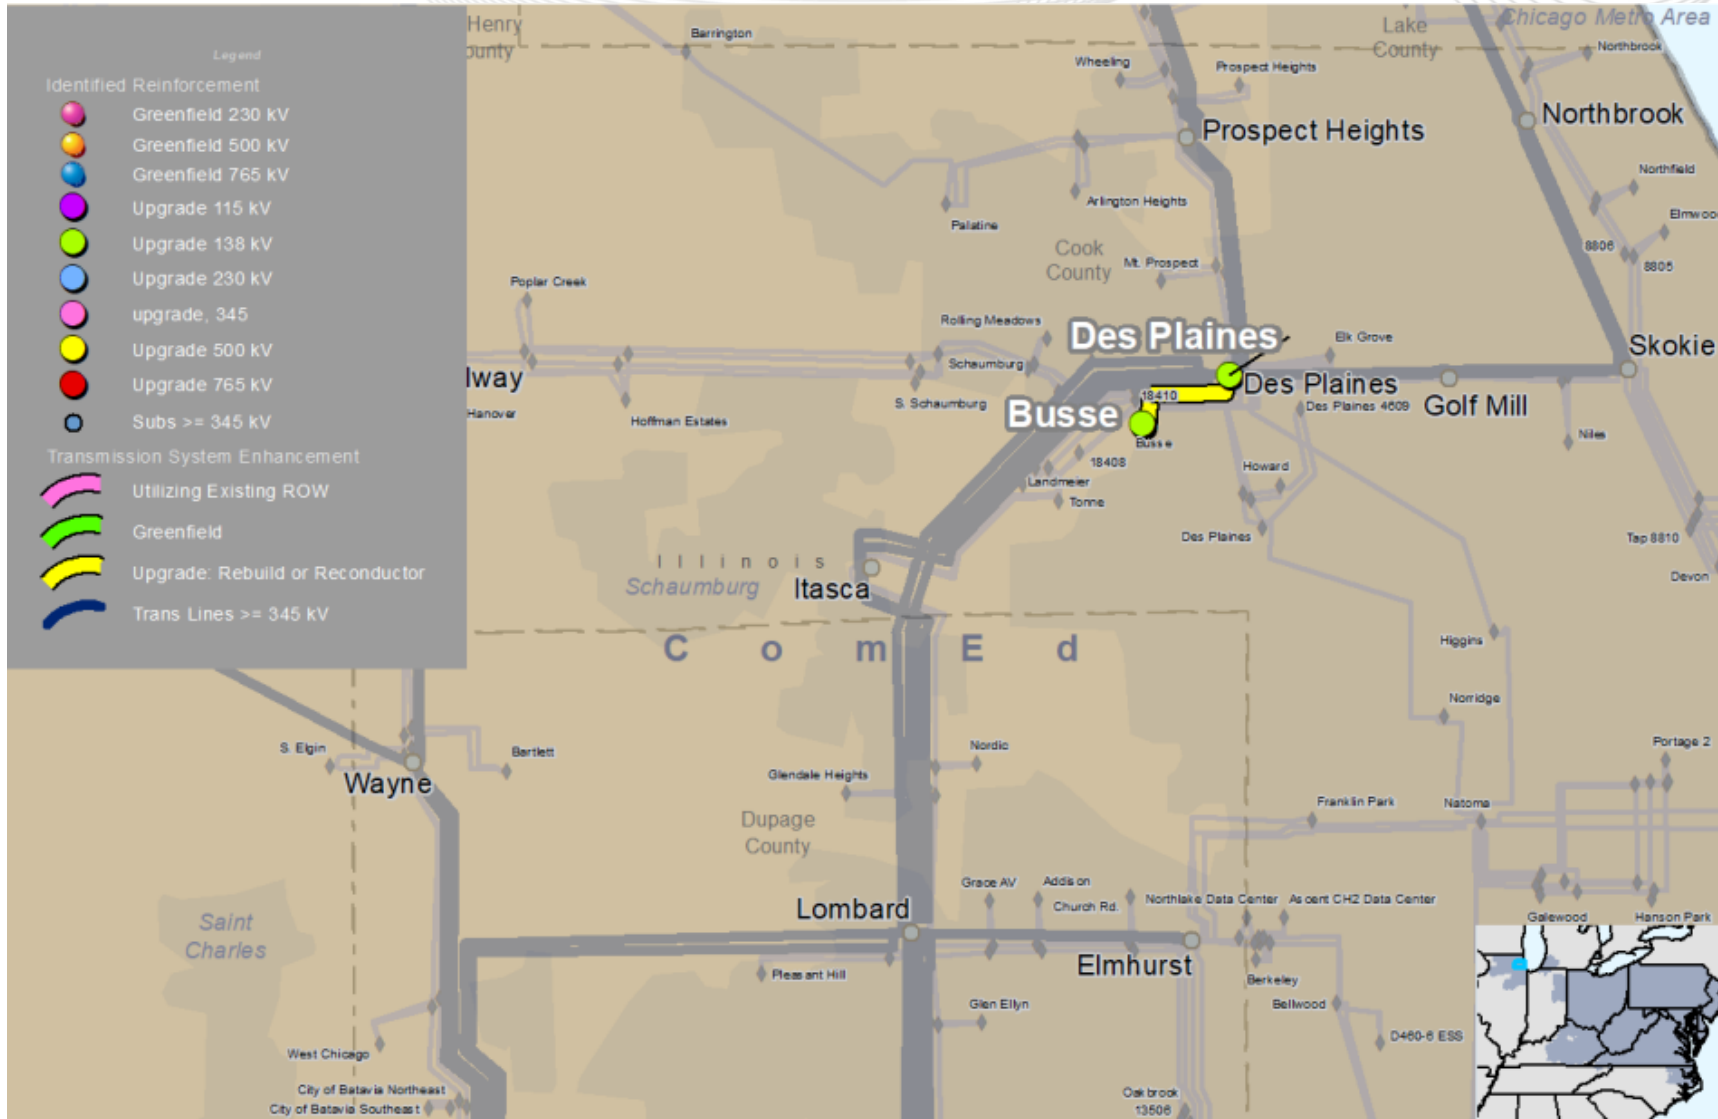 Legend
Identified Reinforcement
Greenfield 230 kV
Greenfield 500 kV
Greenfield 765 kV
Upgrade 115 kV
Upgrade 138 kV
Upgrade 230 kV
upgrade, 345
Upgrade 500 kV
Upgrade 765 kV
Subs >= 345 kV
Transmission System Enhancement
Utilizing Existing ROW
Greenfield
Upgrade: Rebuild or Reconductor
Trans Lines >= 345 kV
Henry
ounty
Barrington
Lake
County
Chicago Metro Area
Northbrook
Wheeling
Prospect Heights
Northbrook
Prospect Heights
Northfield
Arlington Heights
Palatine
Elmwoo
8806
8805
Cook
County
Mt. Prospect
Poplar Creek
Rolling Meadows
Des Plaines
Elk Grove
Skokie
Schaumburg
lway
Des Plaines
18410
S. Schaumburg
Des Plaines 4609
Golf Mill
Hanover
Hoffman Estates
Busse
Busse
Niles
18408
Howard
Landmeier
Tonne
Des Plaines
Tap 8810
Illinois
Schaumburg
Itasca
Devon
ComEd
Higgins
Norridge
S. Elgin
Bartlett
Nordic
Portage 2
Wayne
Glendale Heights
Franklin Park
Natoma
Dupage
County
Grace AV
Addison
Church Rd.
Northlake Data Center
Ascent CH2 Data Center
Lombard
Galewood
Hanson Park
Saint
Charles
Elmhurst
Pleasant Hill
Berkeley
Glen Ellyn
Bellwood
D460-6 ESS
West Chicago
City of Batavia Northeast
City of Batavia Southeast
Oakbrook
13506